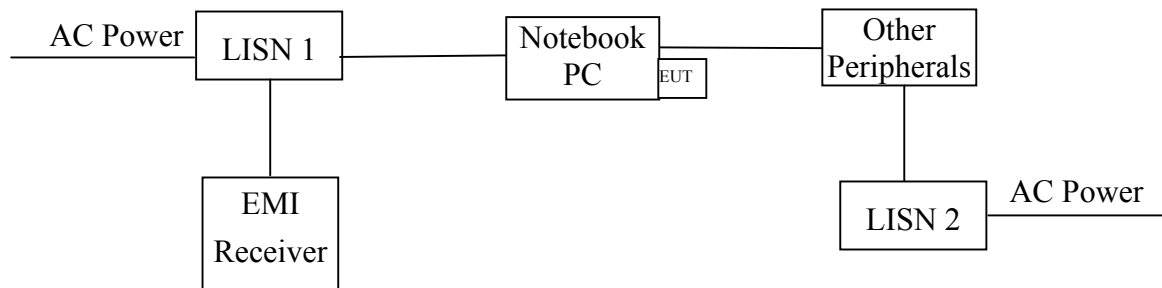 AC Power
LISN 1
Notebook
PC
EUT
Other
Peripherals
EMI
Receiver
LISN 2
AC Power